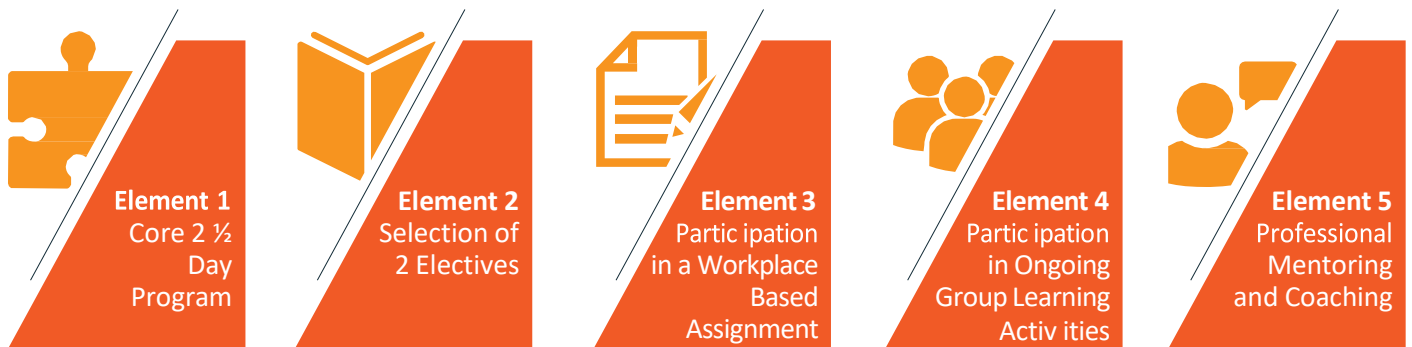 Element 1
Core 2 ½
Day
Program
Element 2
Selection of
2 Electives
Element 3
Partic ipation
in a Workplace
Based
Assignment
Element 4
Partic ipation
in Ongoing
Group Learning
Activ ities
Element 5
Professional
Mentoring
and Coaching